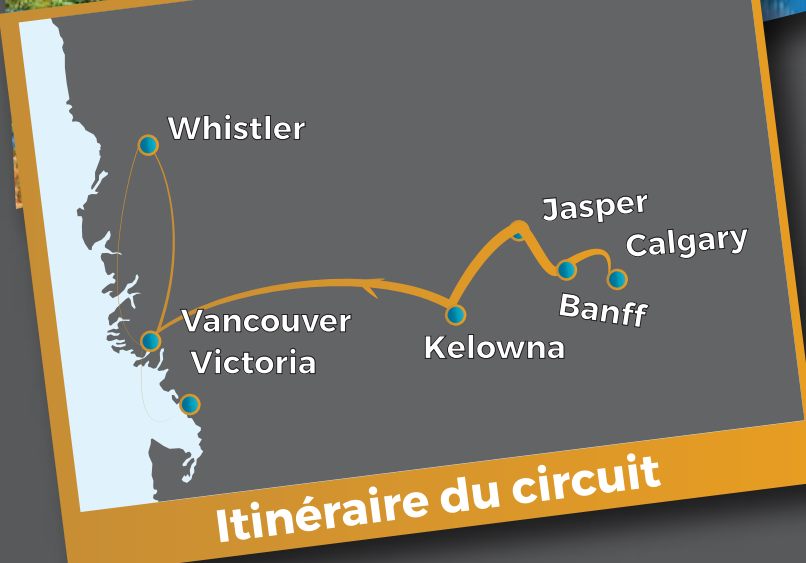 Whistler
Jasper
Calgary
Banff
Vancouver
Kelowna
Victoria
Itinéraire du circuit